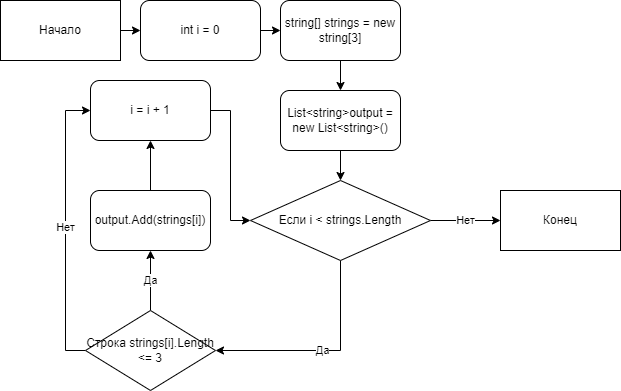 Начало
int i = 0
string[] strings = new
string[3]
i = i + 1
List<string>output =
new List<string>()
output.Add(strings[i])
Если i < strings.Length
Нет
Конец
Нет
Да
Строка strings[i].Length
<= 3
Да